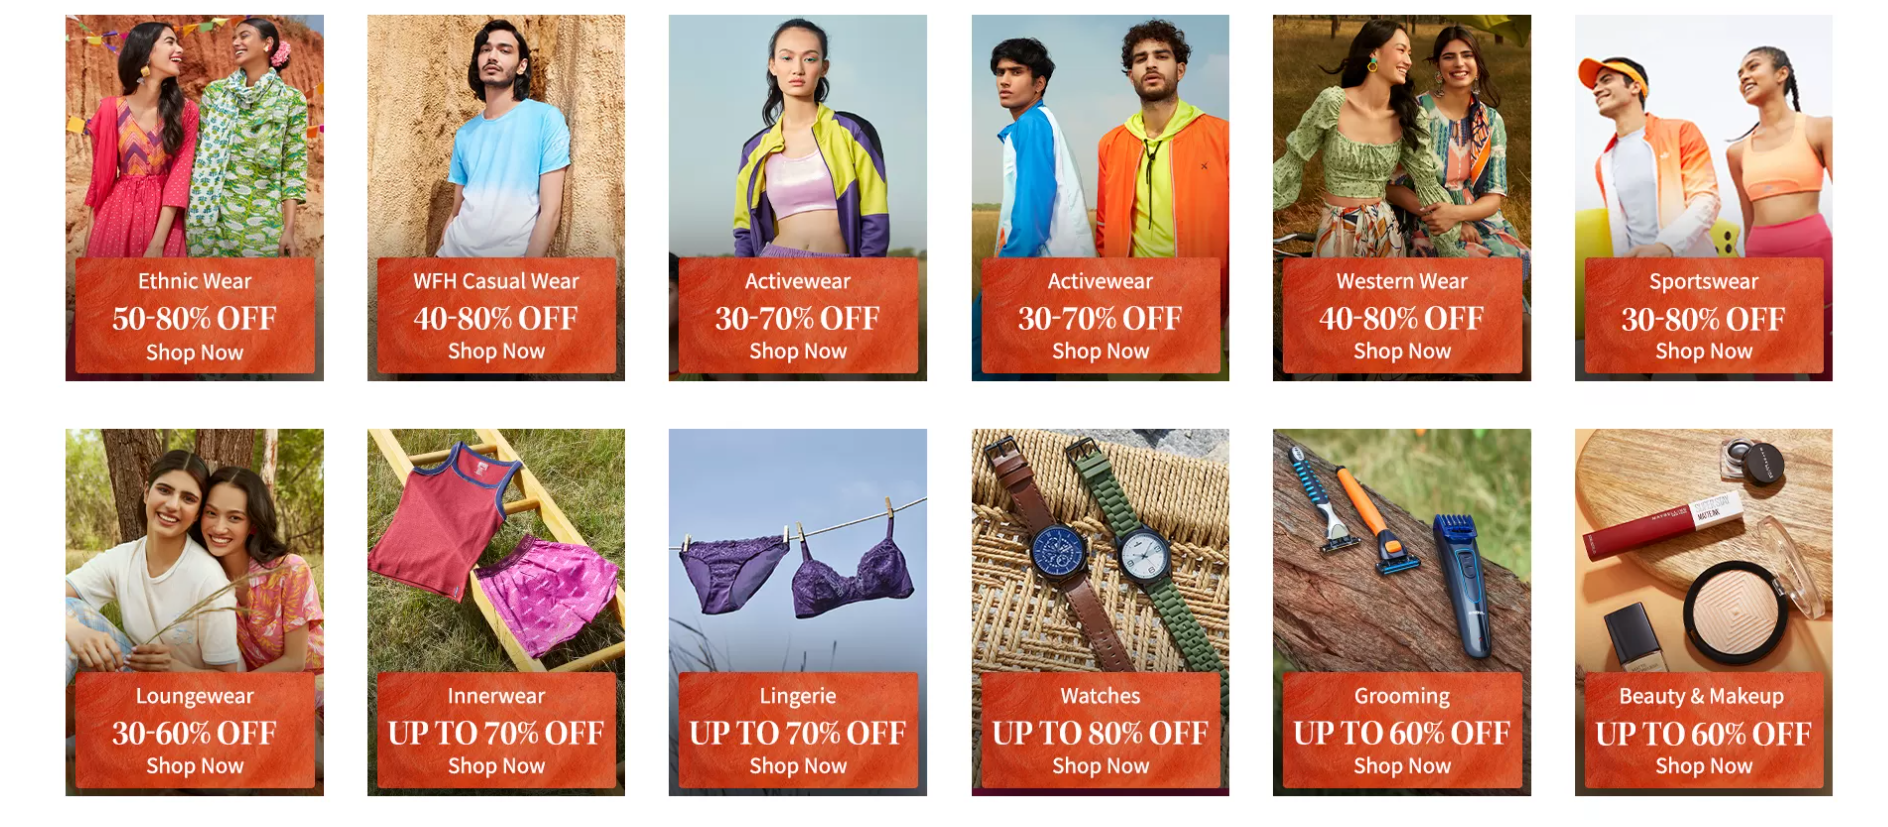 Ethnic Wear
50-80% OFF
Shop Now
WFH Casual Wear
40-80% OFF
Shop Now
Activewear
30-70% OFF
Shop Now
Activewear
30-70% OFF
Shop Now
Western Wear
40-80% OFF
Shop Now
Sportswear
30-80% OFF
Shop Now
Loungewear
30-60% OFF
Shop Now
Innerwear
UP TO 70% OFF
Shop Now
Lingerie
UP TO 70% OFF
Shop Now
Watches
UP TO 80% OFF
Shop Now
Grooming
UP TO 60% OFF
Shop Now
Beauty & Makeup
UP TO 60% OFF
Shop Now